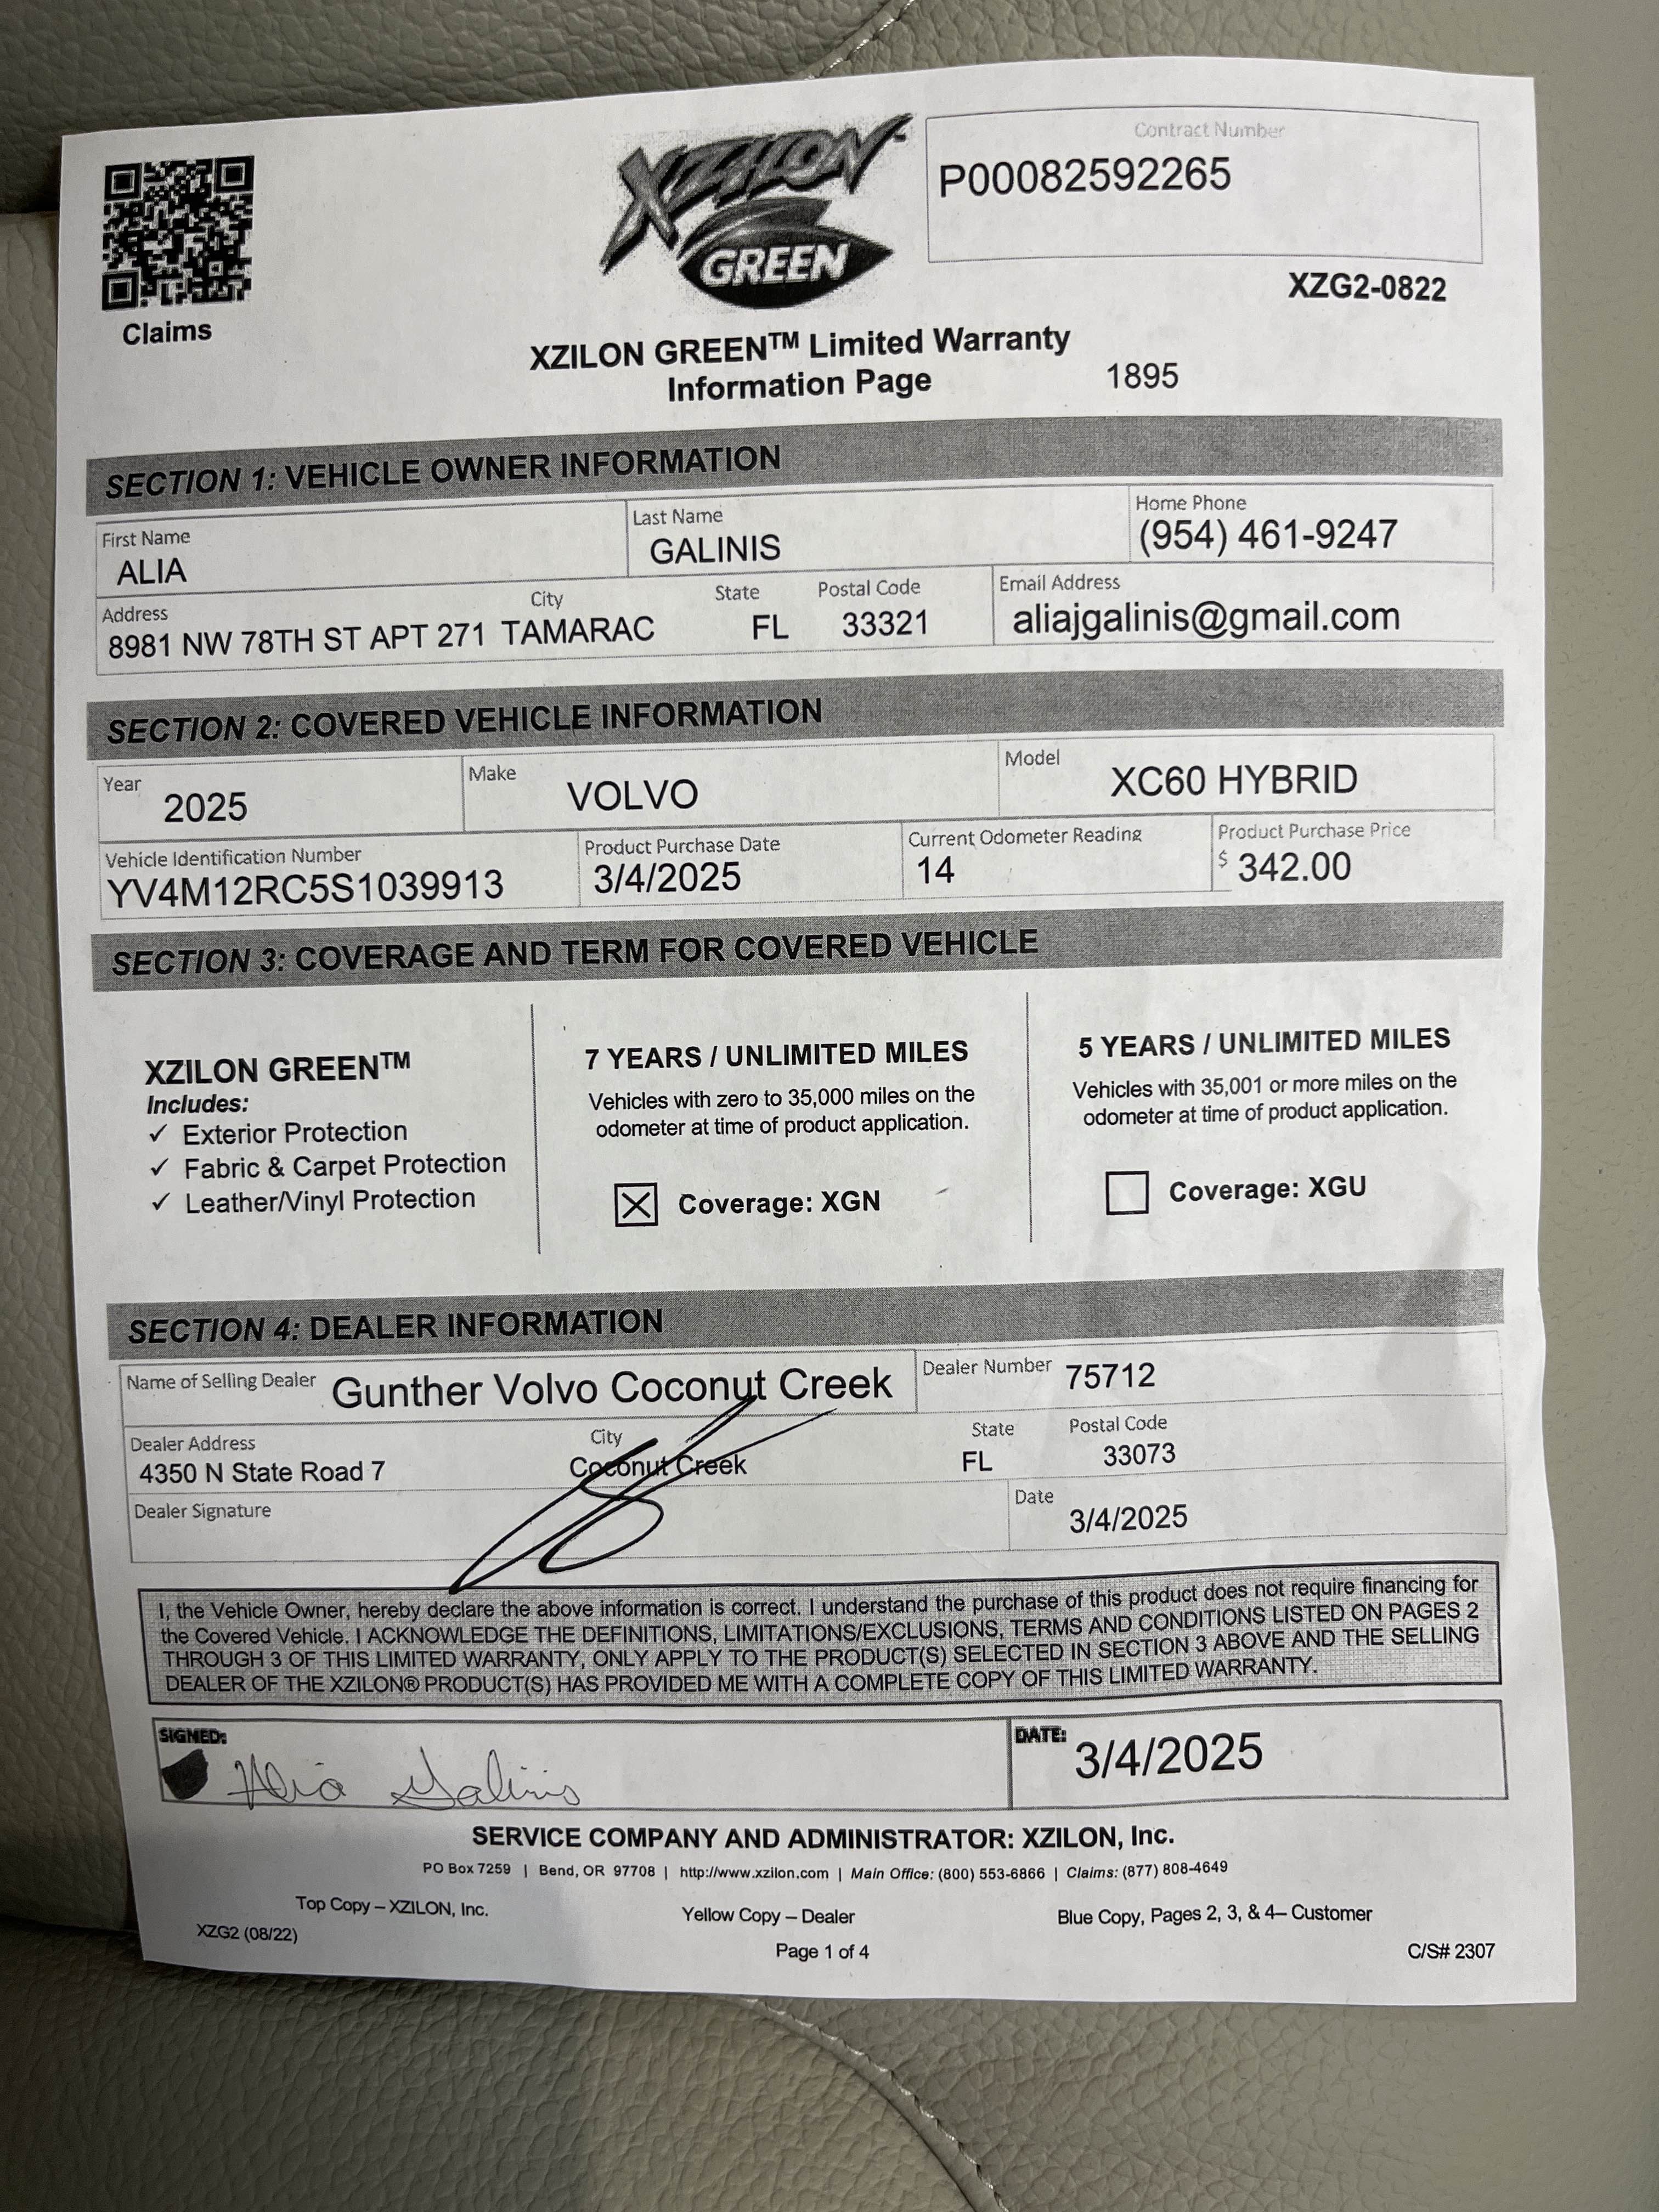 XZILON
GREEN
Contract Number
P00082592265
XZG2-0822
Claims
XZILON GREEN™ Limited Warranty
Information Page
1895
SECTION 1: VEHICLE OWNER INFORMATION
First Name
Last Name
Home Phone
ALIA
GALINIS
(954) 461-9247
Address
City
State
Postal Code
Email Address
8981 NW 78TH ST APT 271 TAMARAC
FL
33321
aliajgalinis@gmail.com
SECTION 2: COVERED VEHICLE INFORMATION
Year
Make
Model
2025
VOLVO
XC60 HYBRID
Vehicle Identification Number
Product Purchase Date
Current Odometer Reading
Product Purchase Price
YV4M12RC5S1039913
3/4/2025
14
$ 342.00
SECTION 3: COVERAGE AND TERM FOR COVERED VEHICLE
XZILON GREEN™
Includes:
✓ Exterior Protection
✓ Fabric & Carpet Protection
✓ Leather/Vinyl Protection
7 YEARS / UNLIMITED MILES
Vehicles with zero to 35,000 miles on the
odometer at time of product application.
☒ Coverage: XGN
5 YEARS / UNLIMITED MILES
Vehicles with 35,001 or more miles on the
odometer at time of product application.
☐ Coverage: XGU
SECTION 4: DEALER INFORMATION
Name of Selling Dealer Gunther Volvo Coconut Creek
Dealer Number 75712
Dealer Address
City
State
Postal Code
4350 N State Road 7
Coconut Creek
FL
33073
Dealer Signature
Date
3/4/2025
I, the Vehicle Owner, hereby declare the above information is correct. I understand the purchase of this product does not require financing for
the Covered Vehicle. I ACKNOWLEDGE THE DEFINITIONS, LIMITATIONS/EXCLUSIONS, TERMS AND CONDITIONS LISTED ON PAGES 2
THROUGH 3 OF THIS LIMITED WARRANTY, ONLY APPLY TO THE PRODUCT(S) SELECTED IN SECTION 3 ABOVE AND THE SELLING
DEALER OF THE XZILON® PRODUCT(S) HAS PROVIDED ME WITH A COMPLETE COPY OF THIS LIMITED WARRANTY.
SIGNED:
Alia Galinis
DATE:
3/4/2025
SERVICE COMPANY AND ADMINISTRATOR: XZILON, Inc.
PO Box 7259 | Bend, OR 97708 | http://www.xzilon.com | Main Office: (800) 553-6866 | Claims: (877) 808-4649
Top Copy – XZILON, Inc.
Yellow Copy – Dealer
Blue Copy, Pages 2, 3, & 4– Customer
XZG2 (08/22)
Page 1 of 4
C/S# 2307